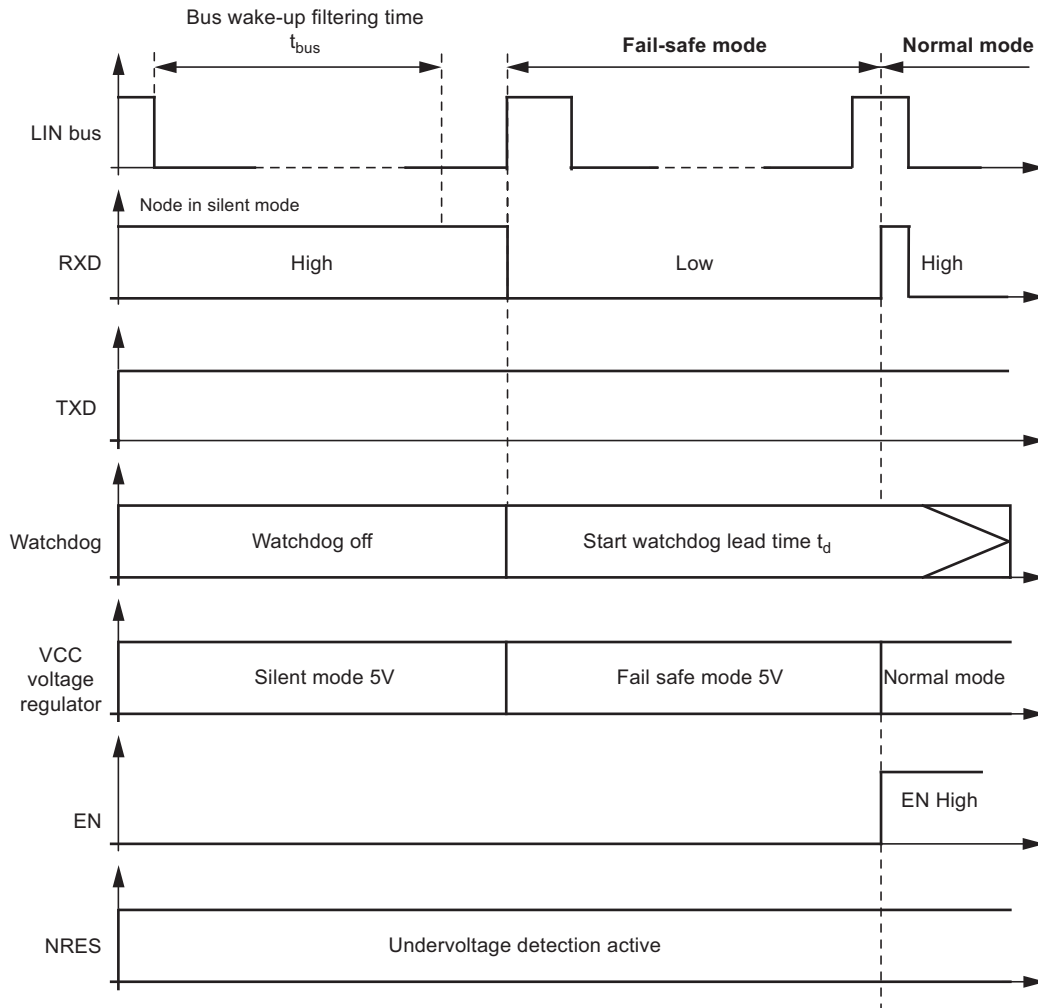 Bus wake-up filtering time
tbus
Fail-safe mode
Normal mode
LIN bus
Node in silent mode
RXD
High
Low
High
TXD
Watchdog
Watchdog off
Start watchdog lead time td
VCC
voltage
regulator
Silent mode 5V
Fail safe mode 5V
Normal mode
EN
EN High
NRES
Undervoltage detection active